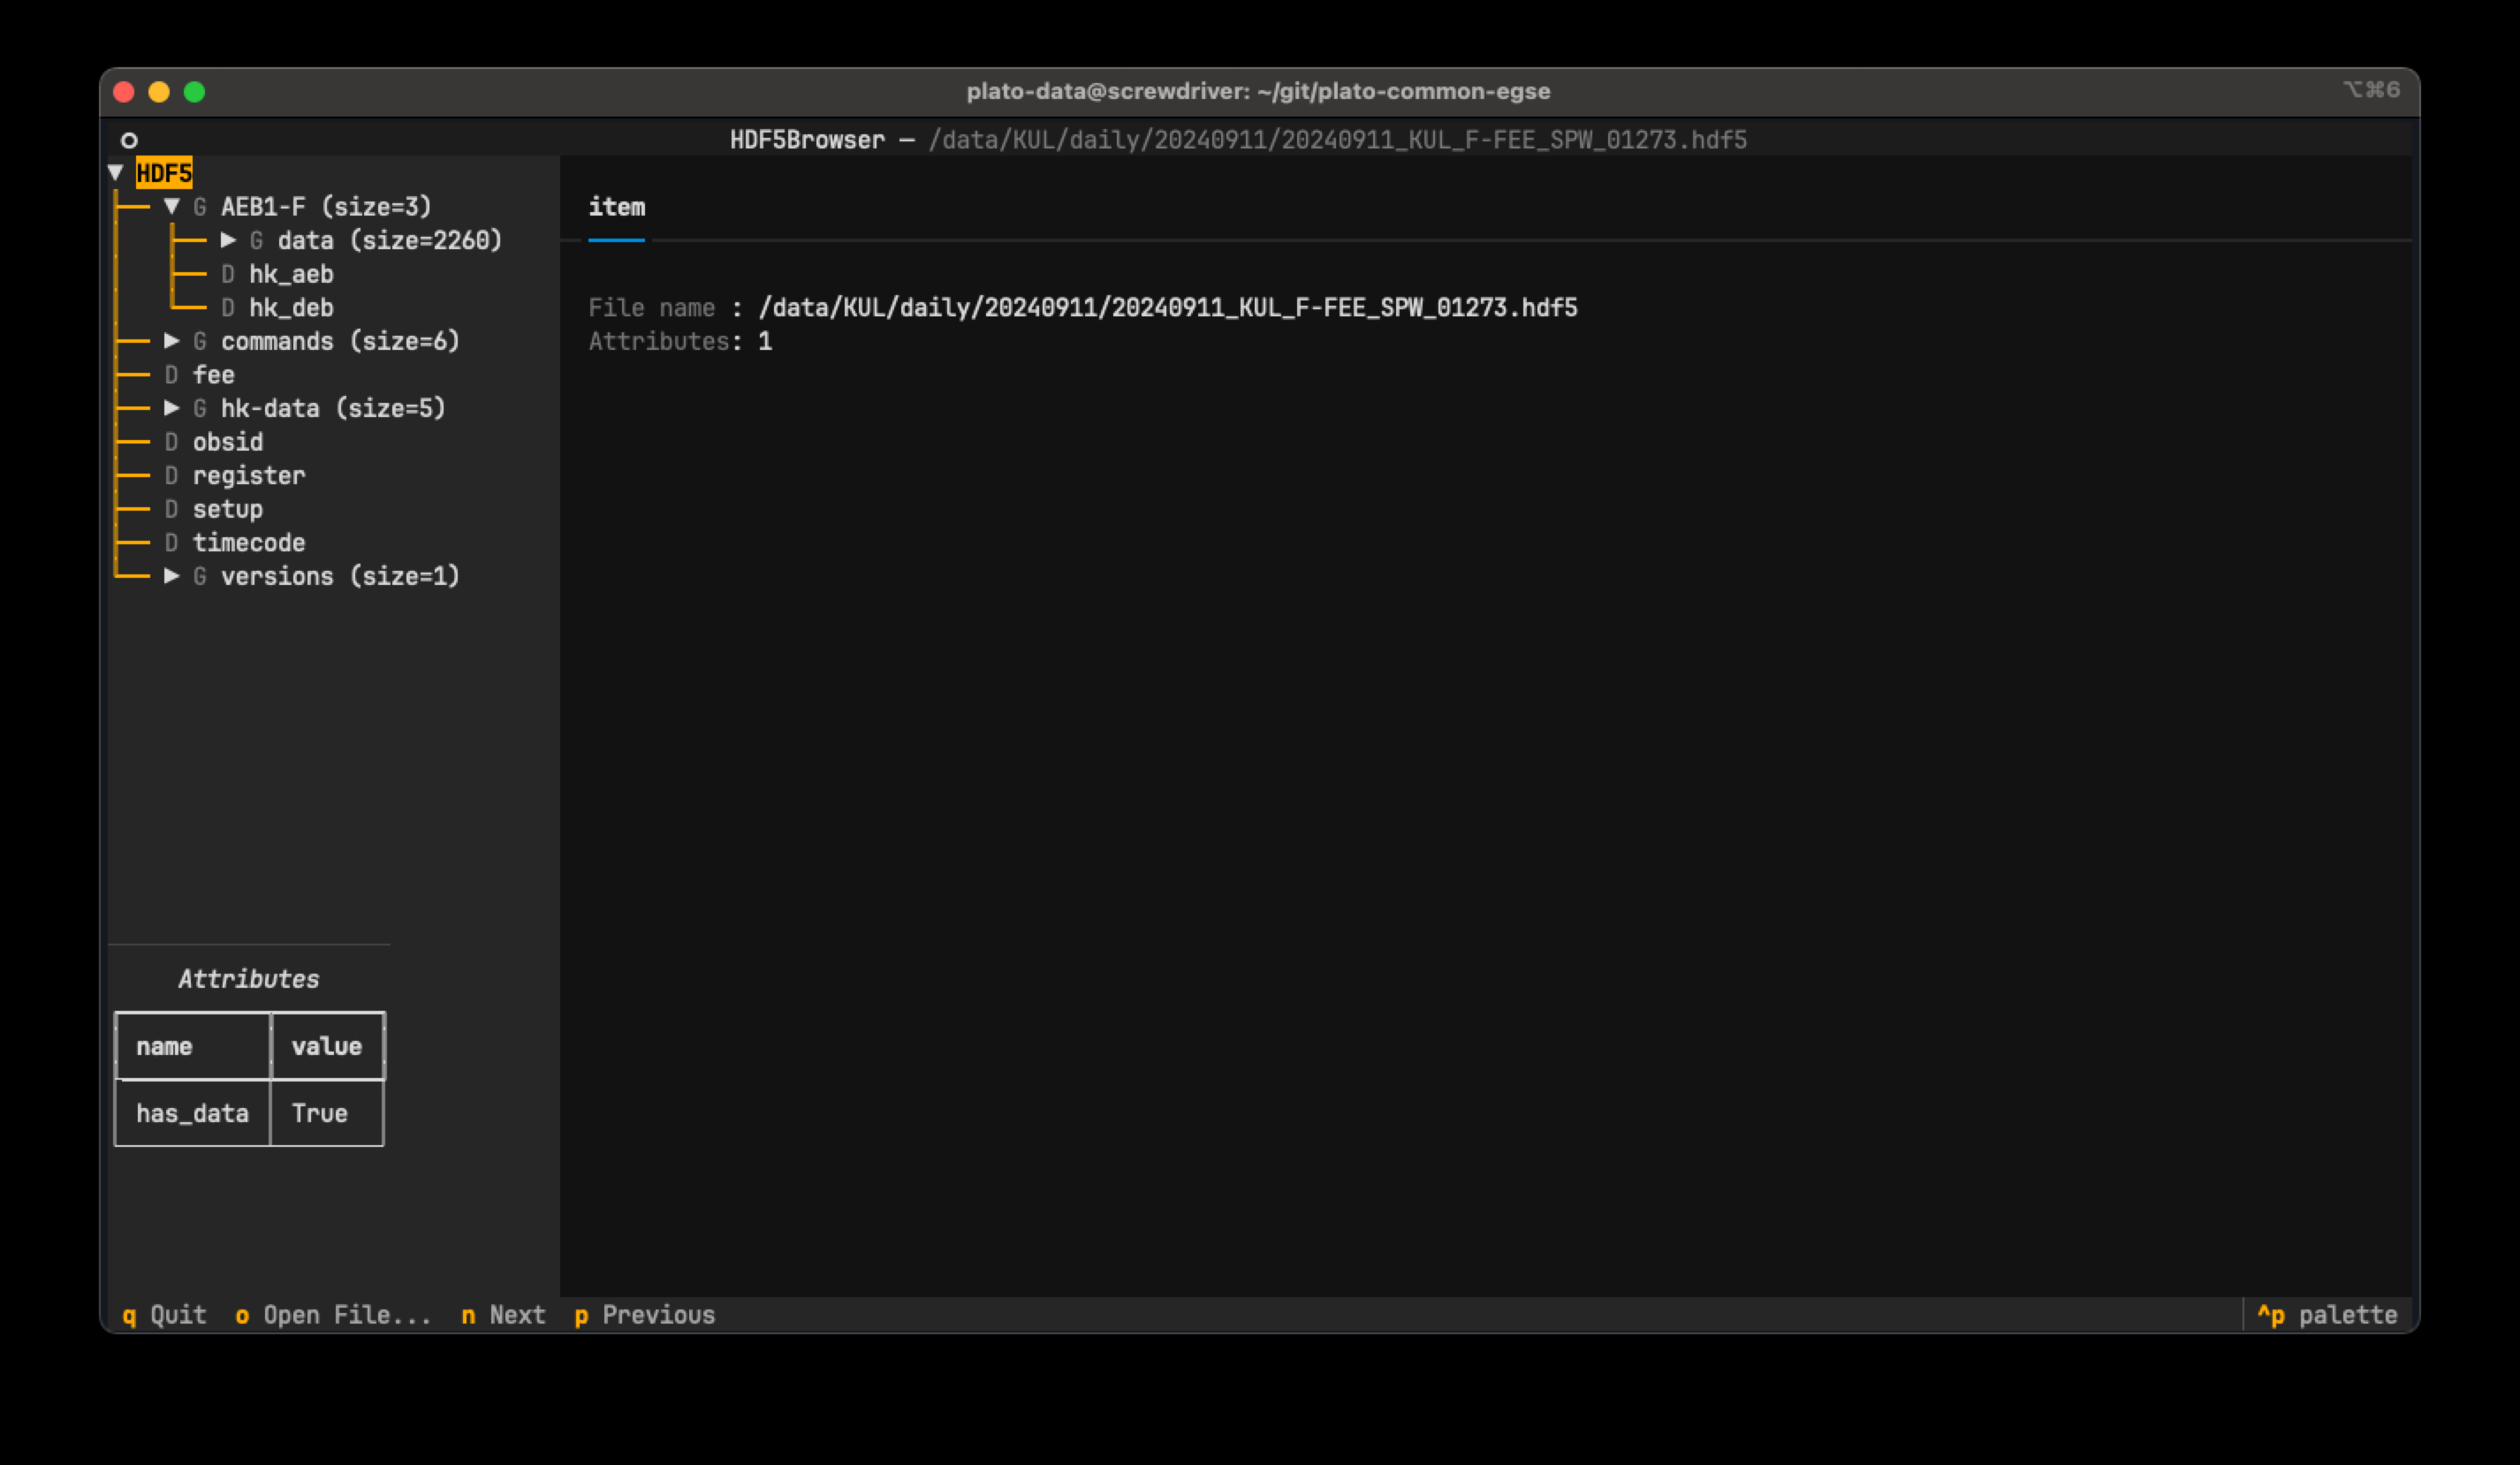 plato-data@screwdriver: ~/git/plato-common-egse
⌥⌘6
HDF5Browser — /data/KUL/daily/20240911/20240911_KUL_F-FEE_SPW_01273.hdf5
▼ HDF5
▼ G AEB1-F (size=3)
▶ G data (size=2260)
D hk_aeb
D hk_deb
▶ G commands (size=6)
D fee
▶ G hk-data (size=5)
D obsid
D register
D setup
D timecode
▶ G versions (size=1)
item
File name : /data/KUL/daily/20240911/20240911_KUL_F-FEE_SPW_01273.hdf5
Attributes: 1
Attributes
name value
has_data True
q Quit o Open File... n Next p Previous
^p palette